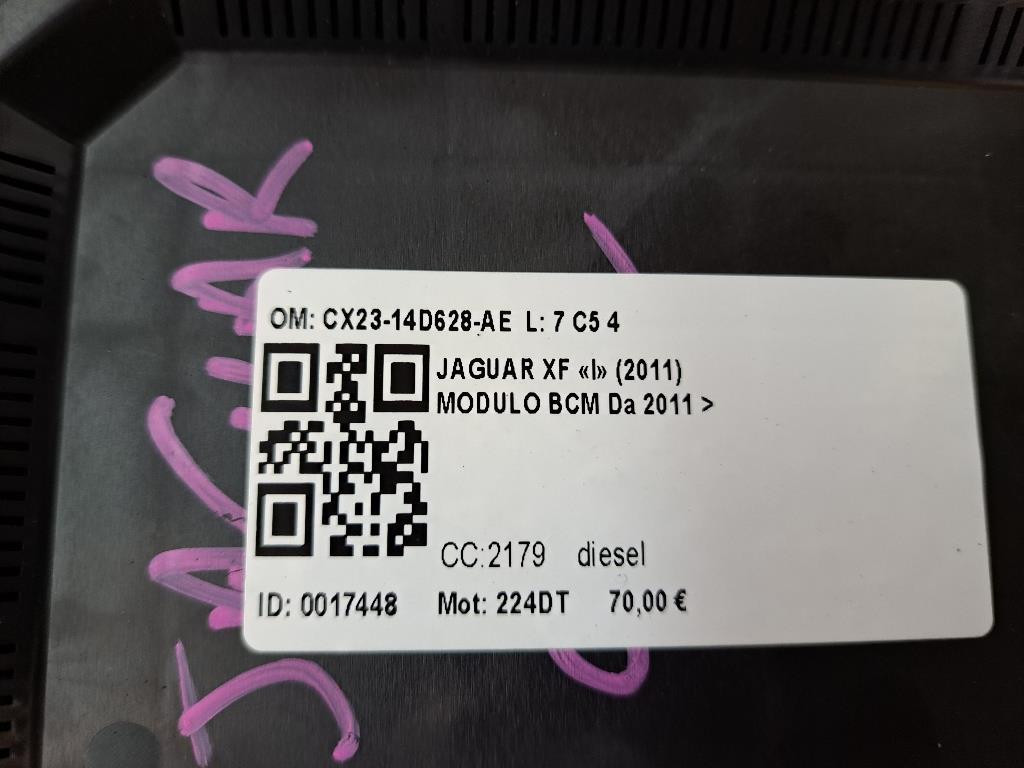 OM: CX23-14D628-AE L: 7 C5 4
JAGUAR XF «I» (2011)
MODULO BCM Da 2011 >
CC:2179 diesel
ID: 0017448 Mot: 224DT 70,00 €